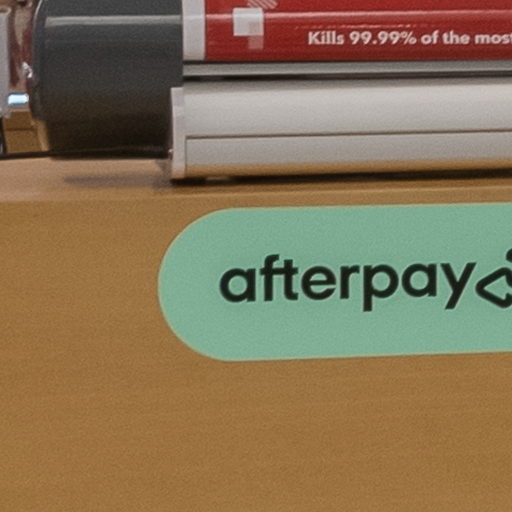 Kills 99.99% of the most
afterpay